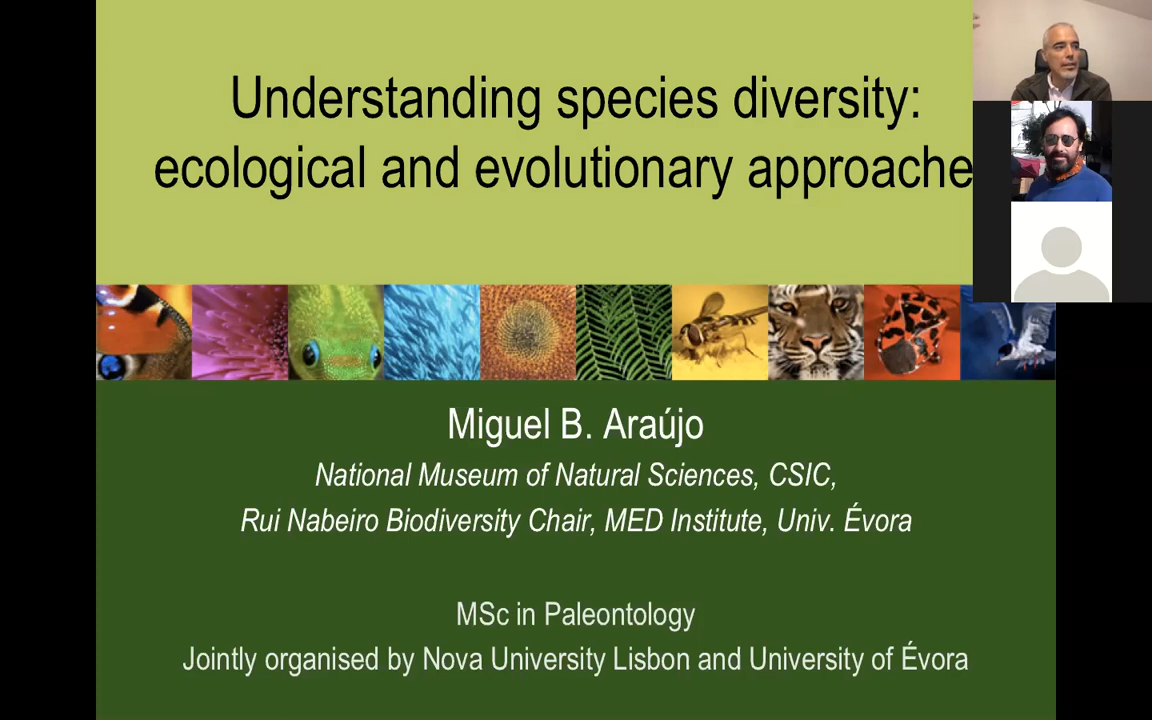 Understanding species diversity:
ecological and evolutionary approache
Miguel B. Araújo
National Museum of Natural Sciences, CSIC,
Rui Nabeiro Biodiversity Chair, MED Institute, Univ. Évora
MSc in Paleontology
Jointly organised by Nova University Lisbon and University of Évora